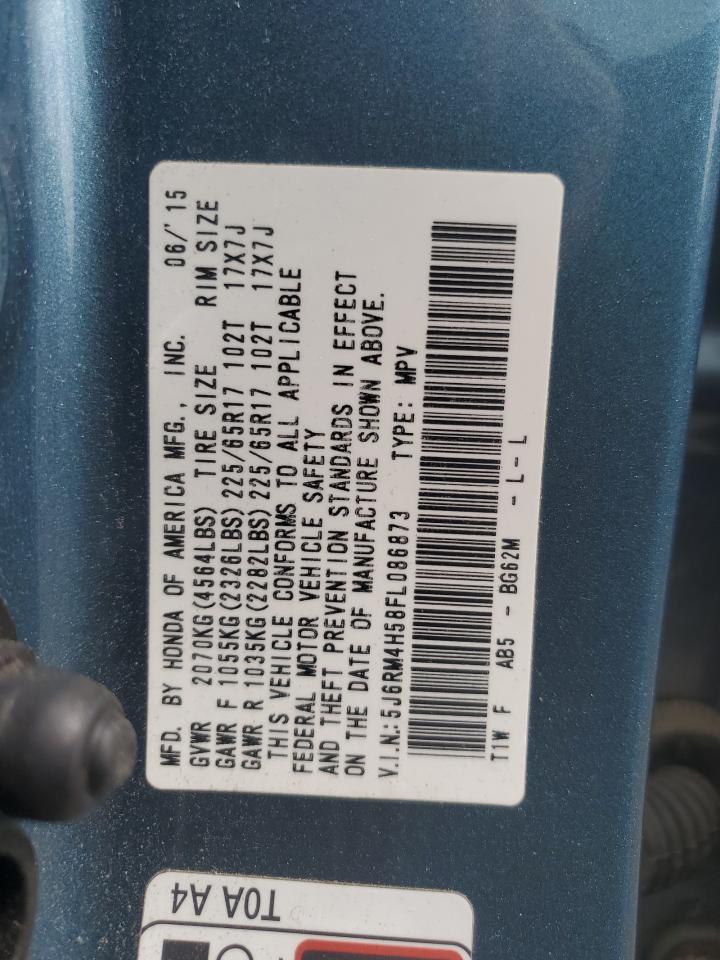 MFD. BY HONDA OF AMERICA MFG., INC. 06/'15
GVWR 2070KG(4564LBS) TIRE SIZE RIM SIZE
GAWR F 1055KG(2326LBS)225/65R17 102T 17X7J
GAWR R 1035KG(2282LBS)225/65R17 102T 17X7J
THIS VEHICLE CONFORMS TO ALL APPLICABLE
FEDERAL MOTOR VEHICLE SAFETY
AND THEFT PREVENTION STANDARDS IN EFFECT
ON THE DATE OF MANUFACTURE SHOWN ABOVE.
V.I.N.:5J6RM4H58FL086873 TYPE: MPV
T1W F AB5 - BG62M - L - L
T0A A4